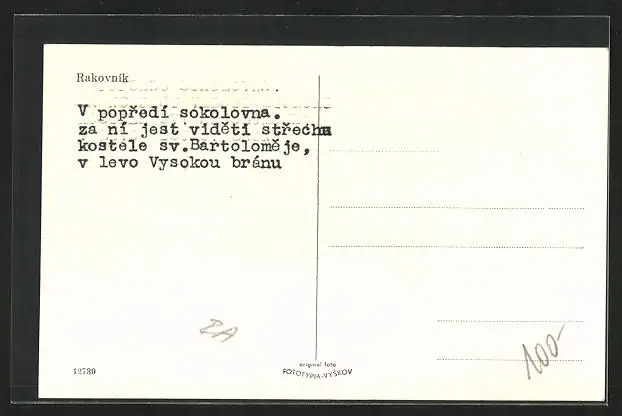 Rakovník
V popředí sokolovna.
za ní jest viděti střecha
kostele sv.Bartoloměje,
v levo Vysokou bránu
ZA
12739
original foto
FOTOTYPIA-VYŠKOV
100-